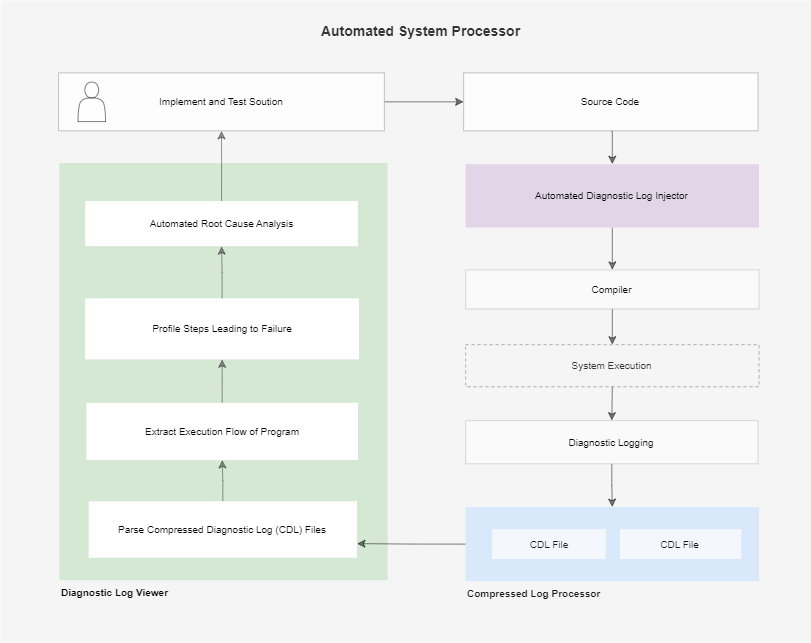 Automated System Processor
Implement and Test Soution
Source Code
Automated Diagnostic Log Injector
Automated Root Cause Analysis
Compiler
Profile Steps Leading to Failure
System Execution
Extract Execution Flow of Program
Diagnostic Logging
Parse Compressed Diagnostic Log (CDL) Files
CDL File
CDL File
Diagnostic Log Viewer
Compressed Log Processor